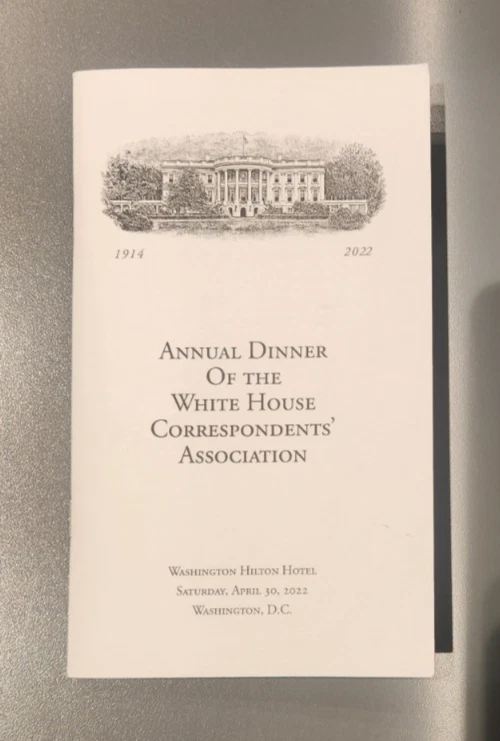 1914 2022
Annual Dinner
Of the
White House
Correspondents'
Association
Washington Hilton Hotel
Saturday, April 30, 2022
Washington, D.C.